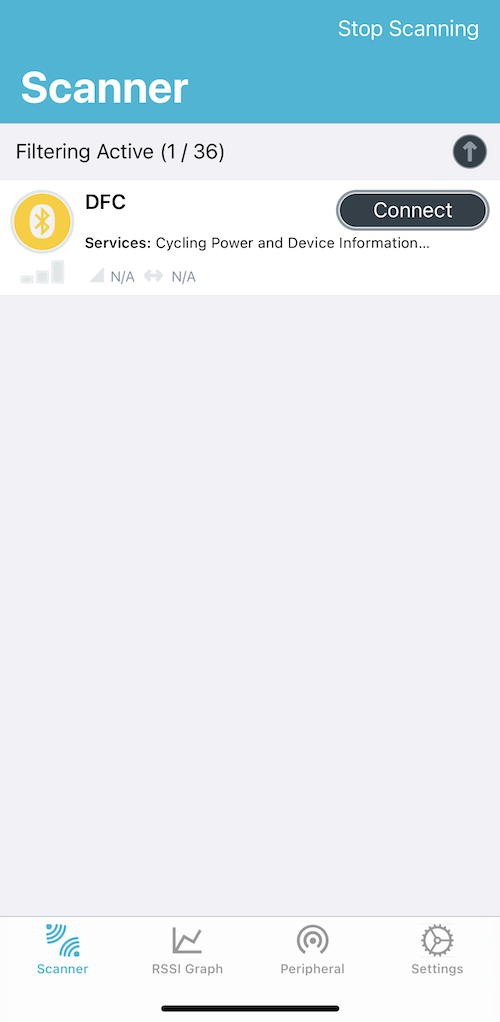 Stop Scanning
Scanner
Filtering Active (1 / 36)
DFC
Connect
Services: Cycling Power and Device Information...
N/A N/A
Scanner RSSI Graph Peripheral Settings